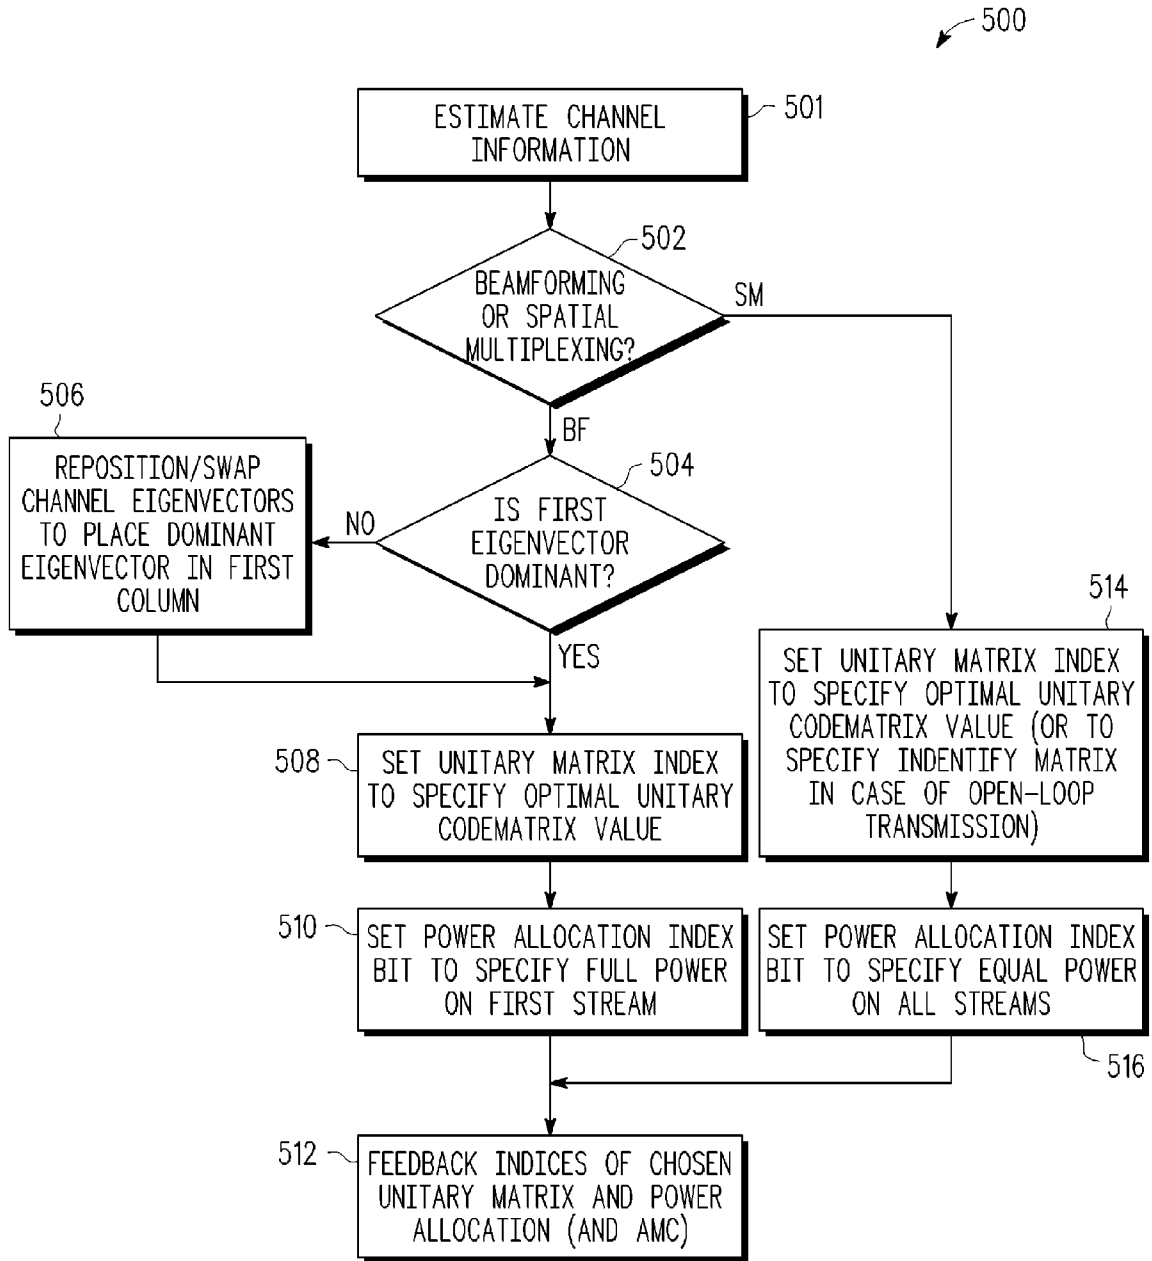 500
501
ESTIMATE CHANNEL
INFORMATION
502
BEAMFORMING
OR SPATIAL
MULTIPLEXING?
SM
BF
506
REPOSITION/SWAP
CHANNEL EIGENVECTORS
TO PLACE DOMINANT
EIGENVECTOR IN FIRST
COLUMN
NO
504
IS FIRST
EIGENVECTOR
DOMINANT?
YES
514
SET UNITARY MATRIX INDEX
TO SPECIFY OPTIMAL UNITARY
CODEMATRIX VALUE (OR TO
SPECIFY INDENTIFY MATRIX
IN CASE OF OPEN-LOOP
TRANSMISSION)
508
SET UNITARY MATRIX INDEX
TO SPECIFY OPTIMAL UNITARY
CODEMATRIX VALUE
510
SET POWER ALLOCATION INDEX
BIT TO SPECIFY FULL POWER
ON FIRST STREAM
SET POWER ALLOCATION INDEX
BIT TO SPECIFY EQUAL POWER
ON ALL STREAMS
516
512
FEEDBACK INDICES OF CHOSEN
UNITARY MATRIX AND POWER
ALLOCATION (AND AMC)